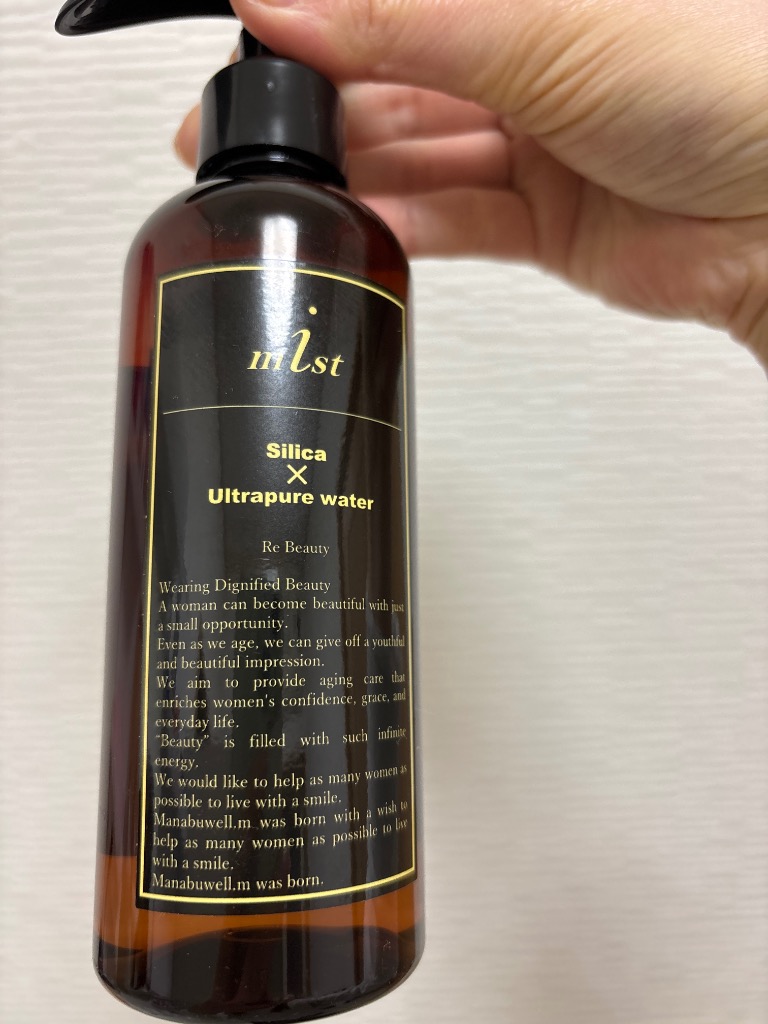 mist
Silica
×
Ultrapure water
Re Beauty
Wearing Dignified Beauty
A woman can become beautiful with just
a small opportunity.
Even as we age, we can give off a youthful
and beautiful impression.
We aim to provide aging care that
enriches women's confidence, grace, and
everyday life.
"Beauty" is filled with such infinite
energy.
We would like to help as many women as
possible to live with a smile.
Manabuwell.m was born with a wish to
help as many women as possible to live
with a smile.
Manabuwell.m was born.